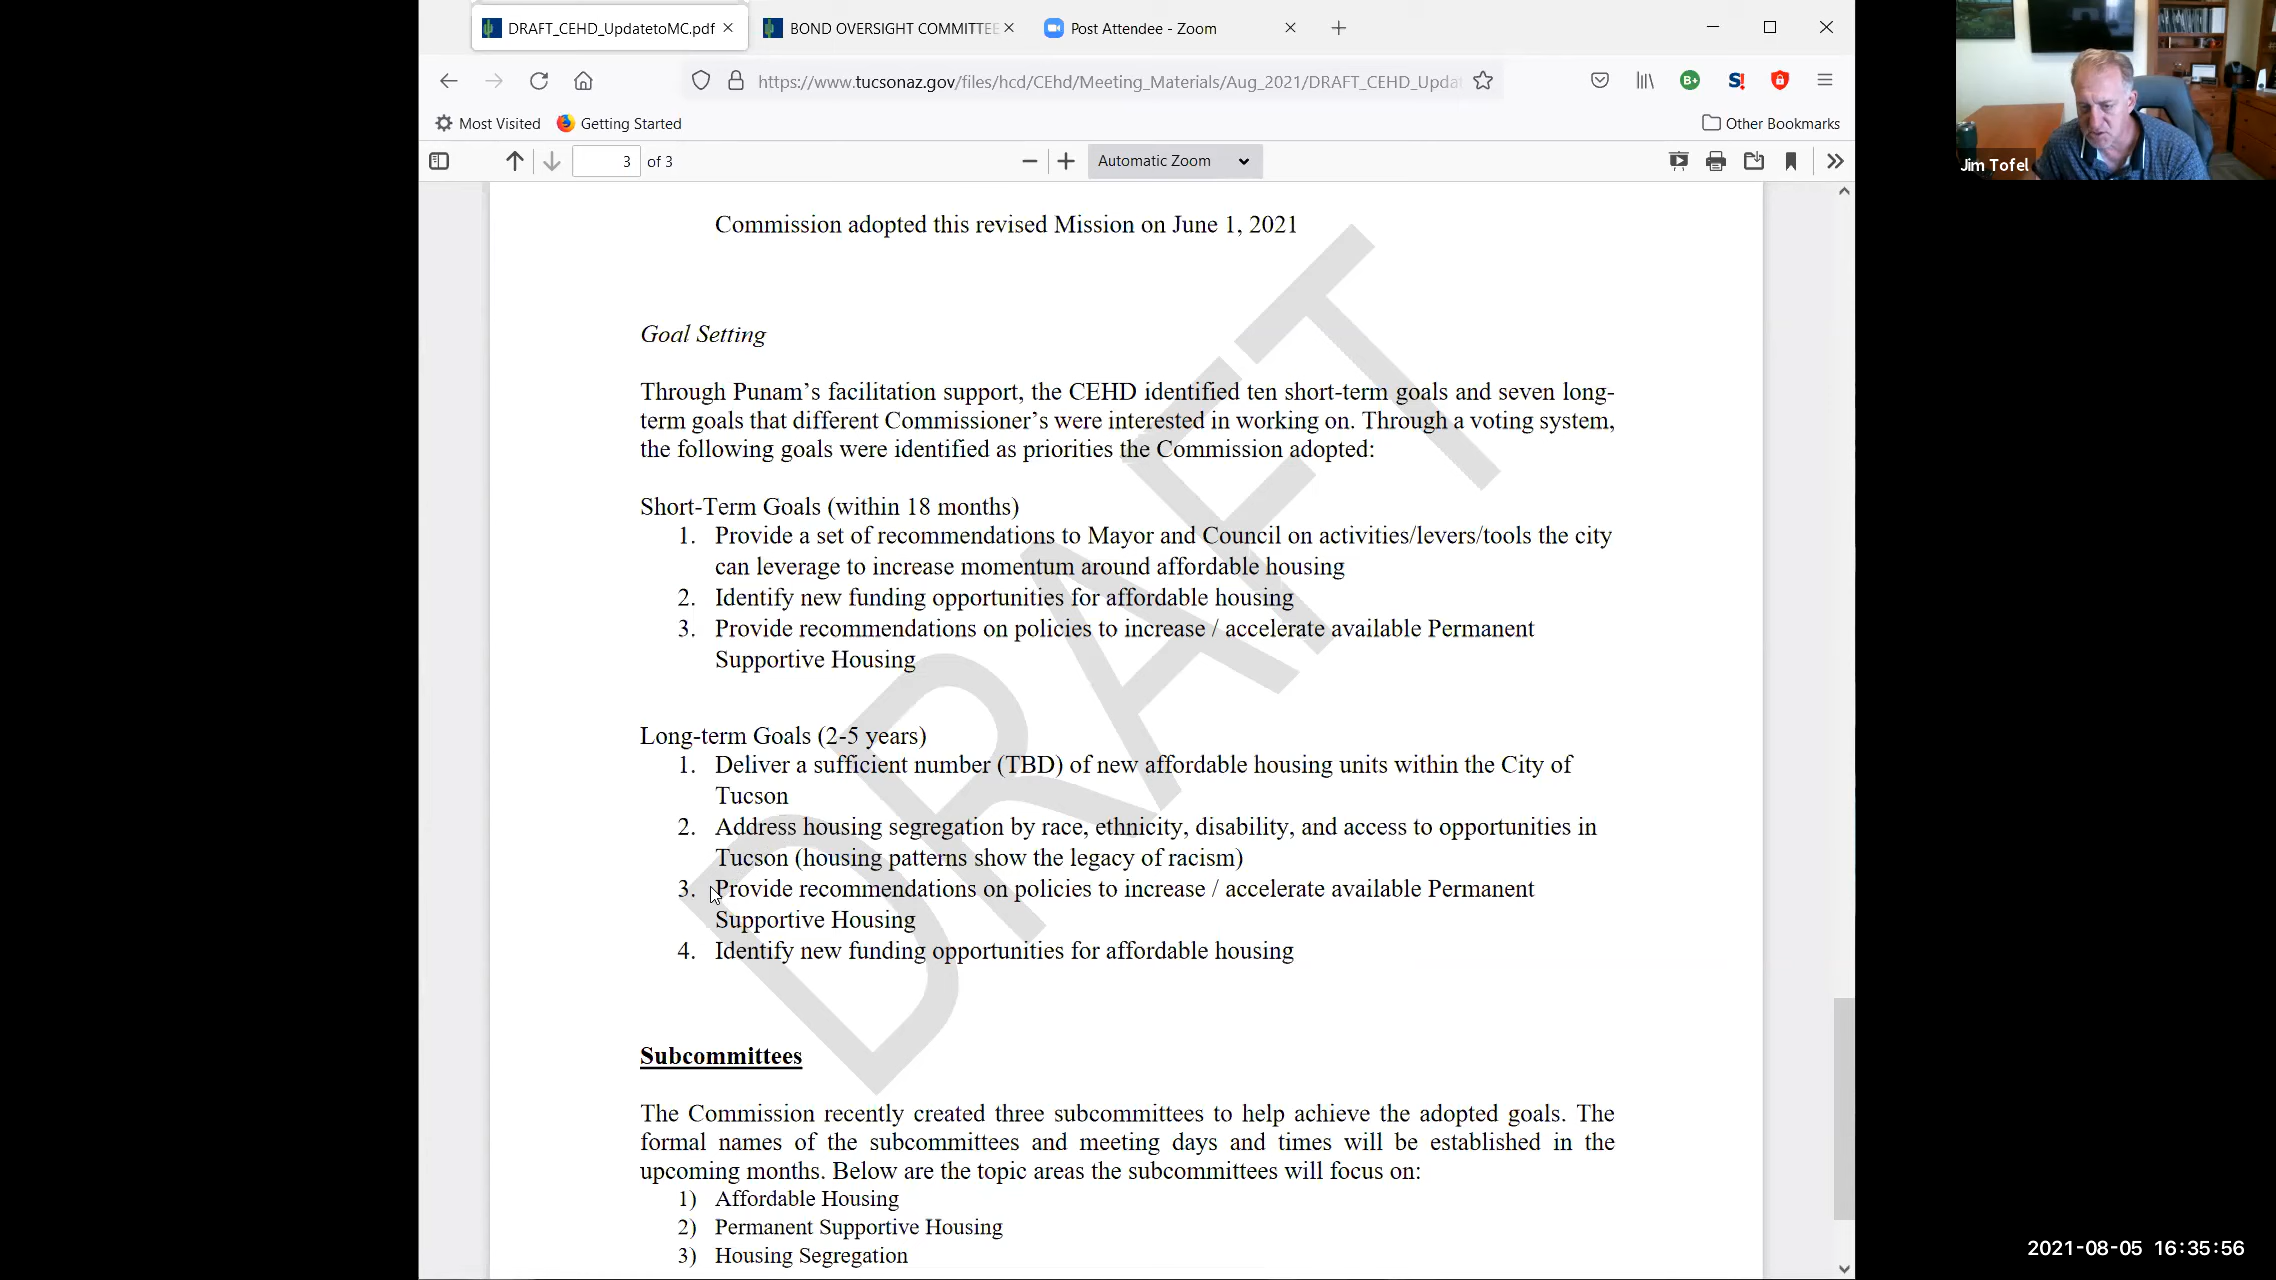 DRAFT_CEHD_UpdatetoMC.pdf
BOND OVERSIGHT COMMITTEE
Post Attendee - Zoom
https://www.tucsonaz.gov/files/hcd/CEhd/Meeting_Materials/Aug_2021/DRAFT_CEHD_Upda
B+
S!
Most Visited
Getting Started
Other Bookmarks
3 of 3
Automatic Zoom
Jim Tofel
DRAFT
Commission adopted this revised Mission on June 1, 2021
Goal Setting
Through Punam’s facilitation support, the CEHD identified ten short-term goals and seven long-
term goals that different Commissioner’s were interested in working on. Through a voting system,
the following goals were identified as priorities the Commission adopted:
Short-Term Goals (within 18 months)
1. Provide a set of recommendations to Mayor and Council on activities/levers/tools the city
can leverage to increase momentum around affordable housing
2. Identify new funding opportunities for affordable housing
3. Provide recommendations on policies to increase / accelerate available Permanent
Supportive Housing
Long-term Goals (2-5 years)
1. Deliver a sufficient number (TBD) of new affordable housing units within the City of
Tucson
2. Address housing segregation by race, ethnicity, disability, and access to opportunities in
Tucson (housing patterns show the legacy of racism)
3. Provide recommendations on policies to increase / accelerate available Permanent
Supportive Housing
4. Identify new funding opportunities for affordable housing
Subcommittees
The Commission recently created three subcommittees to help achieve the adopted goals. The
formal names of the subcommittees and meeting days and times will be established in the
upcoming months. Below are the topic areas the subcommittees will focus on:
1) Affordable Housing
2) Permanent Supportive Housing
3) Housing Segregation
2021-08-05 16:35:56